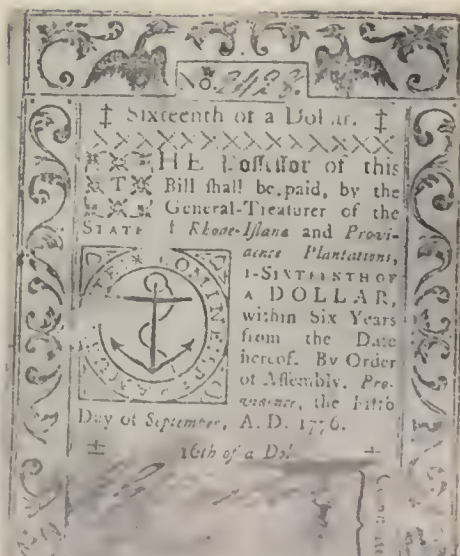 No.
‡ Sixteenth of a Dollar. ‡
THE Possessor of this
Bill shall be paid, by the
General-Treasurer of the
STATE of Rhode-Island and Provi-
dence Plantations,
1-SIXTEENTH OF
A DOLLAR,
within Six Years
from the Date
hereof. By Order
of Assembly. Pro-
vidence, the Fifth
Day of September, A. D. 1776.
16th of a Dol